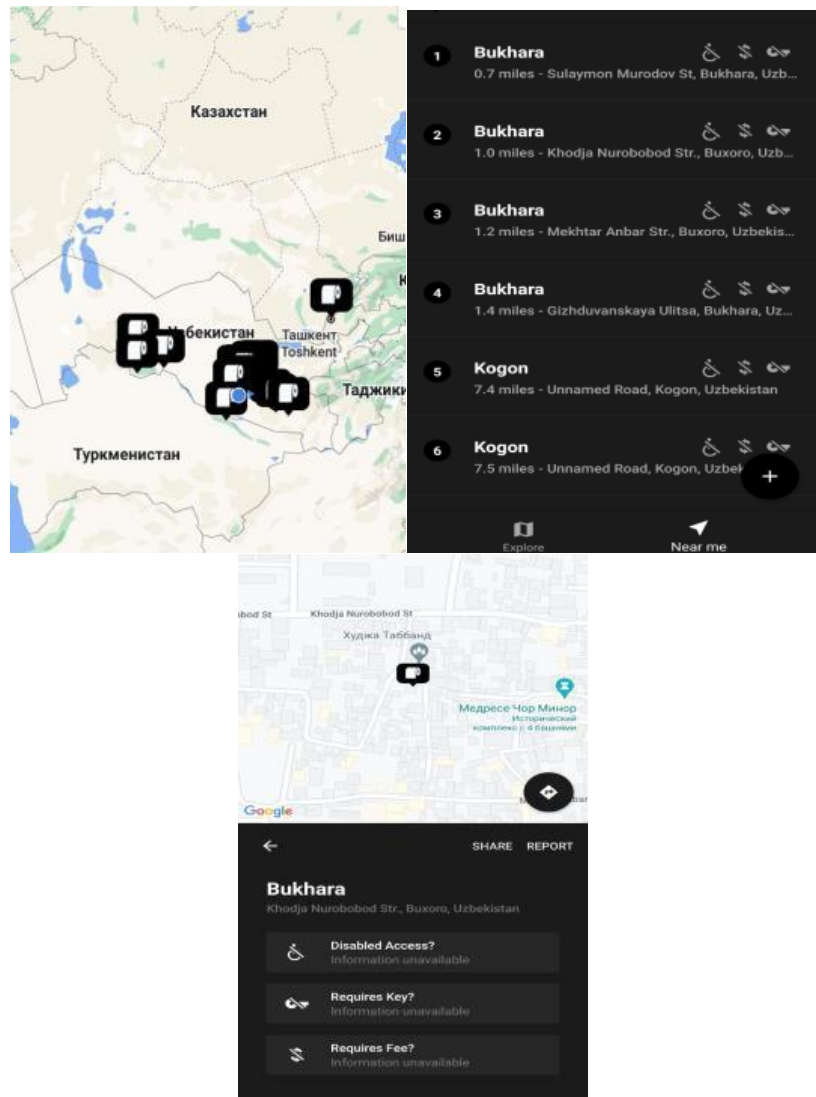 Казахстан
Узбекистан
Ташкент
Toshkent
Туркменистан
1
Bukhara
0.7 miles - Sulaymon Murodov St, Bukhara, Uzb...
2
Bukhara
1.0 miles - Khodja Nurobobod Str., Buxoro, Uzb...
3
Bukhara
1.2 miles - Mekhtar Anbar Str., Buxoro, Uzbekis...
4
Bukhara
1.4 miles - Gizhduvanskaya Ulitsa, Bukhara, Uz...
5
Kogon
7.4 miles - Unnamed Road, Kogon, Uzbekistan
6
Kogon
7.5 miles - Unnamed Road, Kogon, Uzbek
Explore
Near me
bod St
Khodja Nurobobod St
Худжа Таббанд
Медресе Чор Минор
Исторический
комплекс с 4 башнями
Google
SHARE REPORT
Bukhara
Khodja Nurobobod Str., Buxoro, Uzbekistan
Disabled Access?
Information unavailable
Requires Key?
Information unavailable
Requires Fee?
Information unavailable